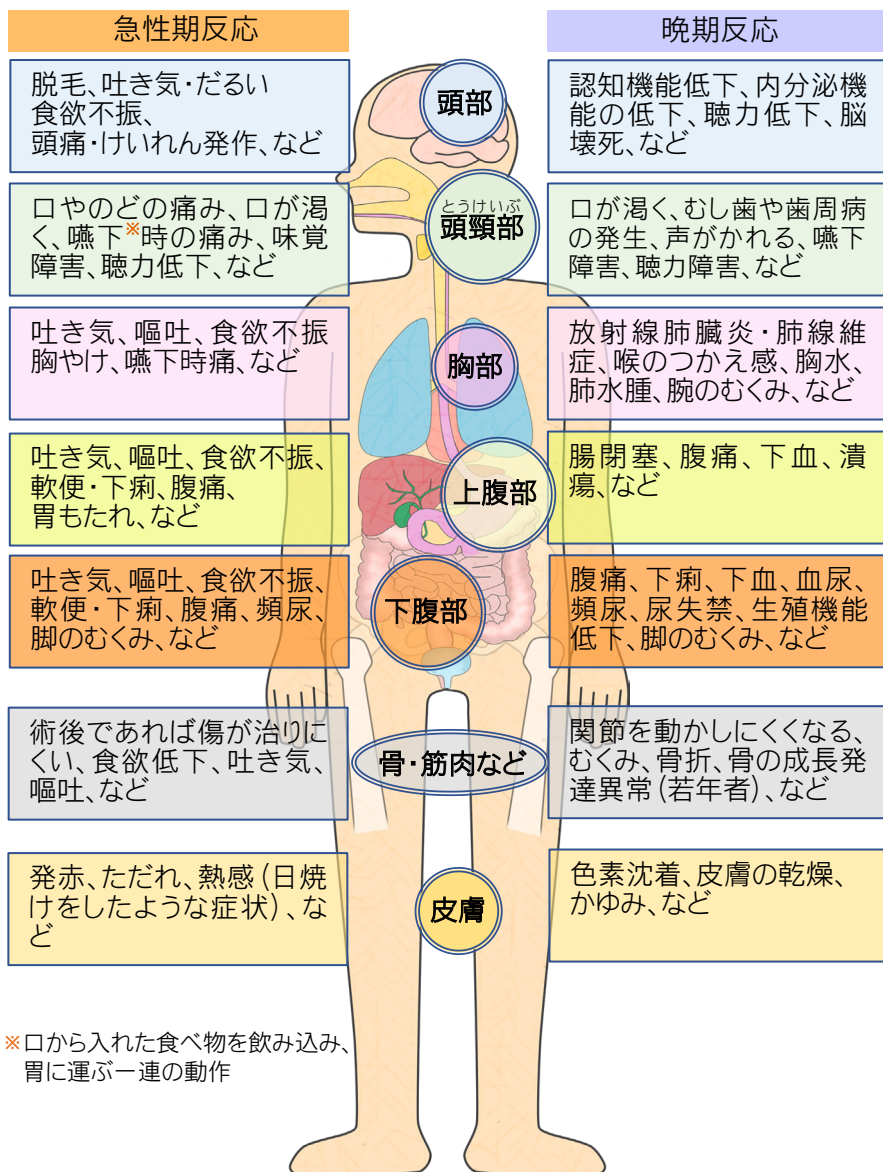 急性期反応
晩期反応
脱毛、吐き気・だるい
食欲不振、
頭痛・けいれん発作、など
頭部
認知機能低下、内分泌機
能の低下、聴力低下、脳
壊死、など
口やのどの痛み、口が渇
く、嚥下※時の痛み、味覚
障害、聴力低下、など
とうけいぶ
頭頸部
口が渇く、むし歯や歯周病
の発生、声がかれる、嚥下
障害、聴力障害、など
吐き気、嘔吐、食欲不振
胸やけ、嚥下時痛、など
胸部
放射線肺臓炎・肺線維
症、喉のつかえ感、胸水、
肺水腫、腕のむくみ、など
吐き気、嘔吐、食欲不振、
軟便・下痢、腹痛、
胃もたれ、など
上腹部
腸閉塞、腹痛、下血、潰
瘍、など
吐き気、嘔吐、食欲不振、
軟便・下痢、腹痛、頻尿、
脚のむくみ、など
下腹部
腹痛、下痢、下血、血尿、
頻尿、尿失禁、生殖機能
低下、脚のむくみ、など
術後であれば傷が治りに
くい、食欲低下、吐き気、
嘔吐、など
骨・筋肉など
関節を動かしにくくなる、
むくみ、骨折、骨の成長発
達異常(若年者)、など
発赤、ただれ、熱感(日焼
けをしたような症状)、な
ど
皮膚
色素沈着、皮膚の乾燥、
かゆみ、など
※口から入れた食べ物を飲み込み、
胃に運ぶ一連の動作